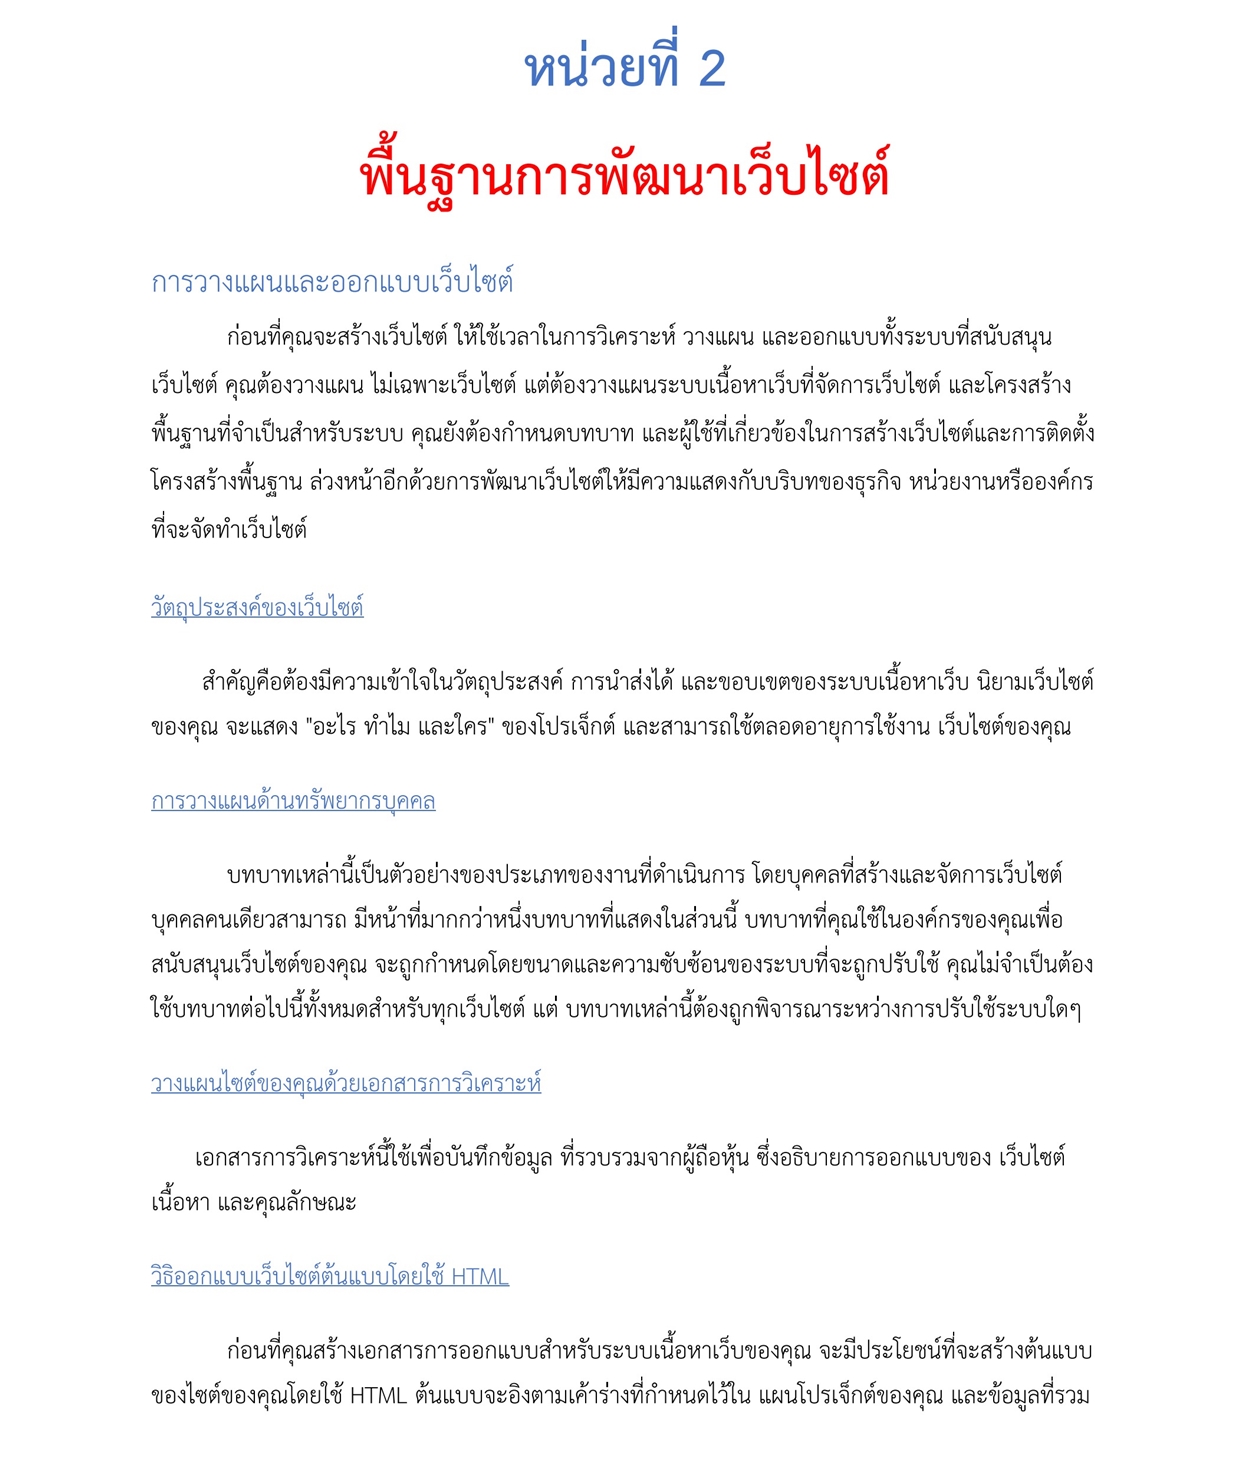 หน่วยที่ 2
พื้นฐานการพัฒนาเว็บไซต์
การวางแผนและออกแบบเว็บไซต์
ก่อนที่คุณจะสร้างเว็บไซต์ ให้ใช้เวลาในการวิเคราะห์ วางแผน และออกแบบทั้งระบบที่สนับสนุน
เว็บไซต์ คุณต้องวางแผน ไม่เฉพาะเว็บไซต์ แต่ต้องวางแผนระบบเนื้อหาเว็บที่จัดการเว็บไซต์ และโครงสร้าง
พื้นฐานที่จำเป็นสำหรับระบบ คุณยังต้องกำหนดบทบาท และผู้ใช้ที่เกี่ยวข้องในการสร้างเว็บไซต์และการติดตั้ง
โครงสร้างพื้นฐาน ล่วงหน้าอีกด้วยการพัฒนาเว็บไซต์ให้มีความแสดงกับบริบทของธุรกิจ หน่วยงานหรือองค์กร
ที่จะจัดทำเว็บไซต์
วัตถุประสงค์ของเว็บไซต์
สำคัญคือต้องมีความเข้าใจในวัตถุประสงค์ การนำส่งได้ และขอบเขตของระบบเนื้อหาเว็บ นิยามเว็บไซต์
ของคุณ จะแสดง "อะไร ทำไม และใคร" ของโปรเจ็กต์ และสามารถใช้ตลอดอายุการใช้งาน เว็บไซต์ของคุณ
การวางแผนด้านทรัพยากรบุคคล
บทบาทเหล่านี้เป็นตัวอย่างของประเภทของงานที่ดำเนินการ โดยบุคคลที่สร้างและจัดการเว็บไซต์
บุคคลคนเดียวสามารถ มีหน้าที่มากกว่าหนึ่งบทบาทที่แสดงในส่วนนี้ บทบาทที่คุณใช้ในองค์กรของคุณเพื่อ
สนับสนุนเว็บไซต์ของคุณ จะถูกกำหนดโดยขนาดและความซับซ้อนของระบบที่จะถูกปรับใช้ คุณไม่จำเป็นต้อง
ใช้บทบาทต่อไปนี้ทั้งหมดสำหรับทุกเว็บไซต์ แต่ บทบาทเหล่านี้ต้องถูกพิจารณาระหว่างการปรับใช้ระบบใดๆ
วางแผนไซต์ของคุณด้วยเอกสารการวิเคราะห์
เอกสารการวิเคราะห์นี้ใช้เพื่อบันทึกข้อมูล ที่รวบรวมจากผู้ถือหุ้น ซึ่งอธิบายการออกแบบของ เว็บไซต์
เนื้อหา และคุณลักษณะ
วิธิออกแบบเว็บไซต์ต้นแบบโดยใช้ HTML
ก่อนที่คุณสร้างเอกสารการออกแบบสำหรับระบบเนื้อหาเว็บของคุณ จะมีประโยชน์ที่จะสร้างต้นแบบ
ของไซต์ของคุณโดยใช้ HTML ต้นแบบจะอิงตามเค้าร่างที่กำหนดไว้ใน แผนโปรเจ็กต์ของคุณ และข้อมูลที่รวม